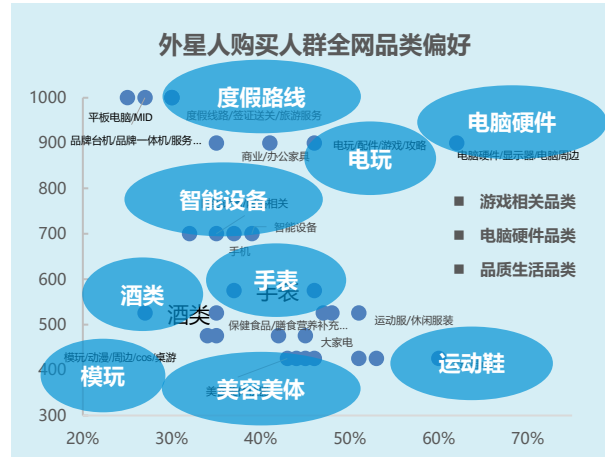 外星人购买人群全网品类偏好
1000
900
800
700
600
500
400
300
20%
30%
40%
50%
60%
70%
度假路线
度假线路/签证送关/旅游服务
平板电脑/MID
电脑硬件
品牌台机/品牌一体机/服务...
电玩/配件/游戏/攻略
商业/办公家具
电玩
电脑硬件/显示器/电脑周边
智能设备
相关
游戏相关品类
智能设备
电脑硬件品类
手机
品质生活品类
手表
手表
酒类
酒类
保健食品/膳食营养补充...
运动服/休闲服装
大家电
模玩/动漫/周边/cos/桌游
模玩
美容美体
运动鞋